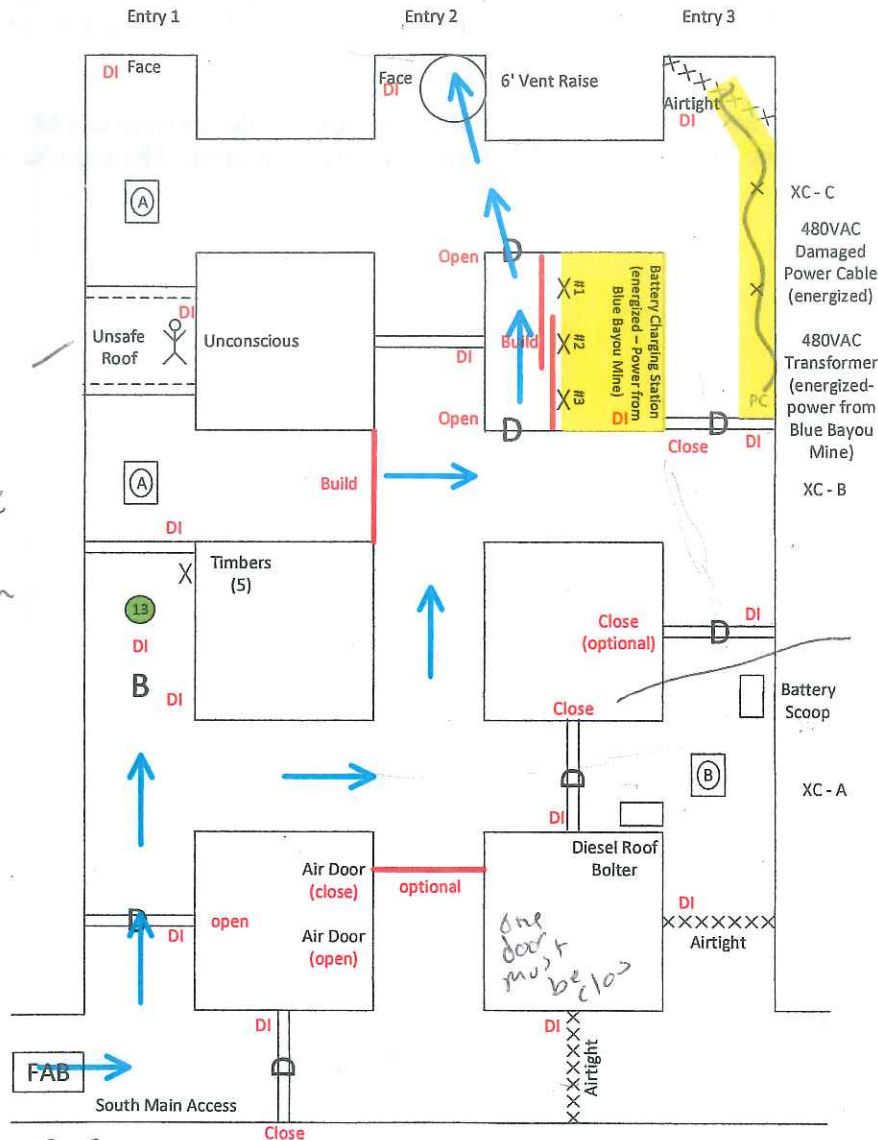 Entry 1
Entry 2
Entry 3
DI
Face
Face
DI
6' Vent Raise
Airtight
DI
A
XC - C
480VAC
Damaged
Power Cable
(energized)
Open
Battery Charging Station
(energized – Power from
Blue Bayou Mine)
DI
#1
#2
#3
DI
Unsafe
Roof
Unconscious
DI
Build
Open
480VAC
Transformer
(energized-
power from
Blue Bayou
Mine)
PC
D
D
D
Close
DI
A
Build
XC - B
DI
Timbers
(5)
X
13
DI
B
DI
Close
(optional)
D
DI
Close
Battery
Scoop
D
B
XC - A
DI
Diesel Roof
Bolter
Air Door
(close)
optional
D
open
DI
Air Door
(open)
one
door
must
be clos
DI
Airtight
DI
D
DI
Airtight
FAB
South Main Access
Close